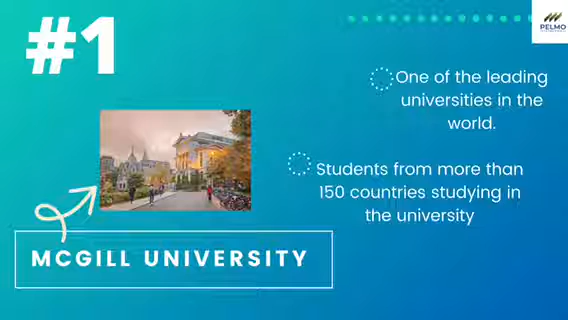 #1
PELMO
One of the leading
universities in the
world.
Students from more than
150 countries studying in
the university
MCGILL UNIVERSITY